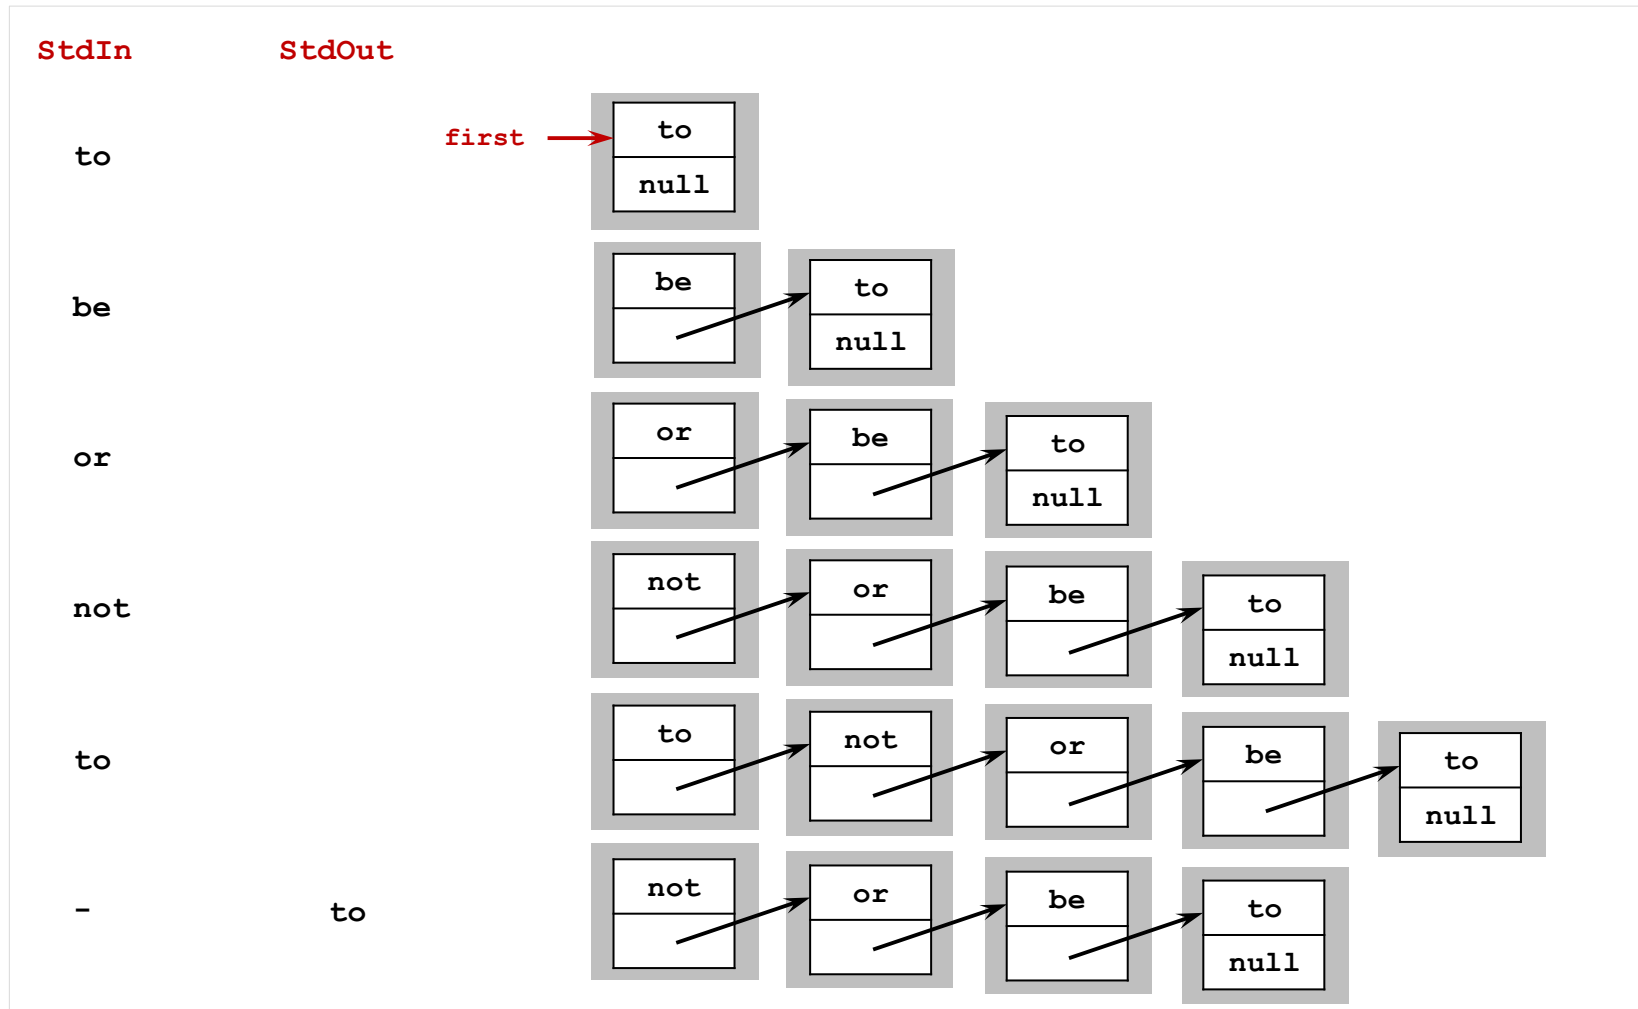 StdIn StdOut
first to
to null
be to
be null
or be to
or null
not or be to
not null
to not or be to
to null
not or be to
- to null